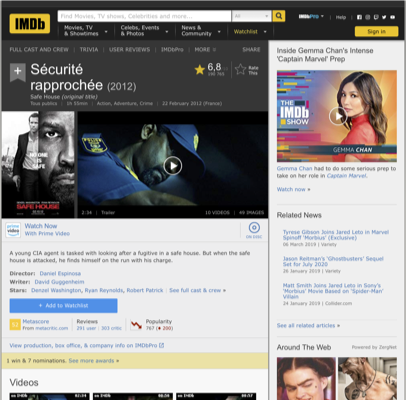 IMDb
Find Movies, TV shows, Celebrities and more...
All
IMDbPro
Help
Movies, TV
& Showtimes
Celebs, Events
& Photos
News &
Community
Watchlist
Sign in
FULL CAST AND CREW | TRIVIA | USER REVIEWS | IMDbPro | MORE
SHARE
Sécurité
rapprochée (2012)
Safe House (original title)
Tous publics | 1h 55min | Action, Adventure, Crime | 22 February 2012 (France)
6,8
Rate
This
NO ONE
IS SAFE
SAFE HOUSE
2:34 | Trailer
10 VIDEOS | 49 IMAGES
prime video
Watch Now
With Prime Video
ON DISC
A young CIA agent is tasked with looking after a fugitive in a safe house. But when the safe
house is attacked, he finds himself on the run with his charge.
Director: Daniel Espinosa
Writer: David Guggenheim
Stars: Denzel Washington, Ryan Reynolds, Robert Patrick | See full cast & crew »
+ Add to Watchlist
Metascore
From metacritic.com
Reviews
291 user | 303 critic
Popularity
View production, box office, & company info on IMDbPro
1 win & 7 nominations. See more awards »
Videos
Inside Gemma Chan's Intense
'Captain Marvel' Prep
THE
IMDb
SHOW
GEMMA CHAN
Gemma Chan had to do some serious prep to
take on her role in Captain Marvel.
Watch now »
Related News
Tyrese Gibson Joins Jared Leto in Marvel
Spinoff 'Morbius' (Exclusive)
08 March 2019 | Variety
Jason Reitman's 'Ghostbusters' Sequel
Set for July 2020
26 January 2019 | Variety
Matt Smith Joins Jared Leto in Sony's
'Morbius' Movie Based on 'Spider-Man'
Villain
24 January 2019 | Collider.com
See all related articles »
Around The Web
Powered by ZergNet